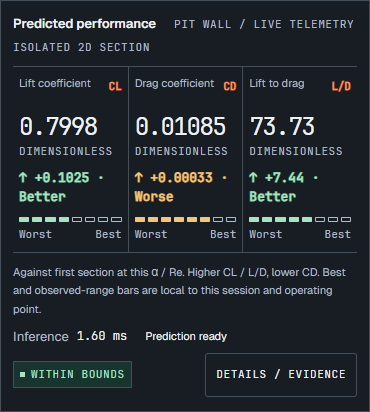 Predicted performance PIT WALL / LIVE TELEMETRY
ISOLATED 2D SECTION
Lift coefficient CL Drag coefficient CD Lift to drag L/D
0.7998 0.01085 73.73
DIMENSIONLESS DIMENSIONLESS DIMENSIONLESS
↑ +0.1025 · ↑ +0.00033 · ↑ +7.44 ·
Better Worse Better
Worst Best Worst Best Worst Best
Against first section at this α / Re. Higher CL / L/D, lower CD. Best
and observed-range bars are local to this session and operating
point.
Inference 1.60 ms Prediction ready
WITHIN BOUNDS DETAILS / EVIDENCE